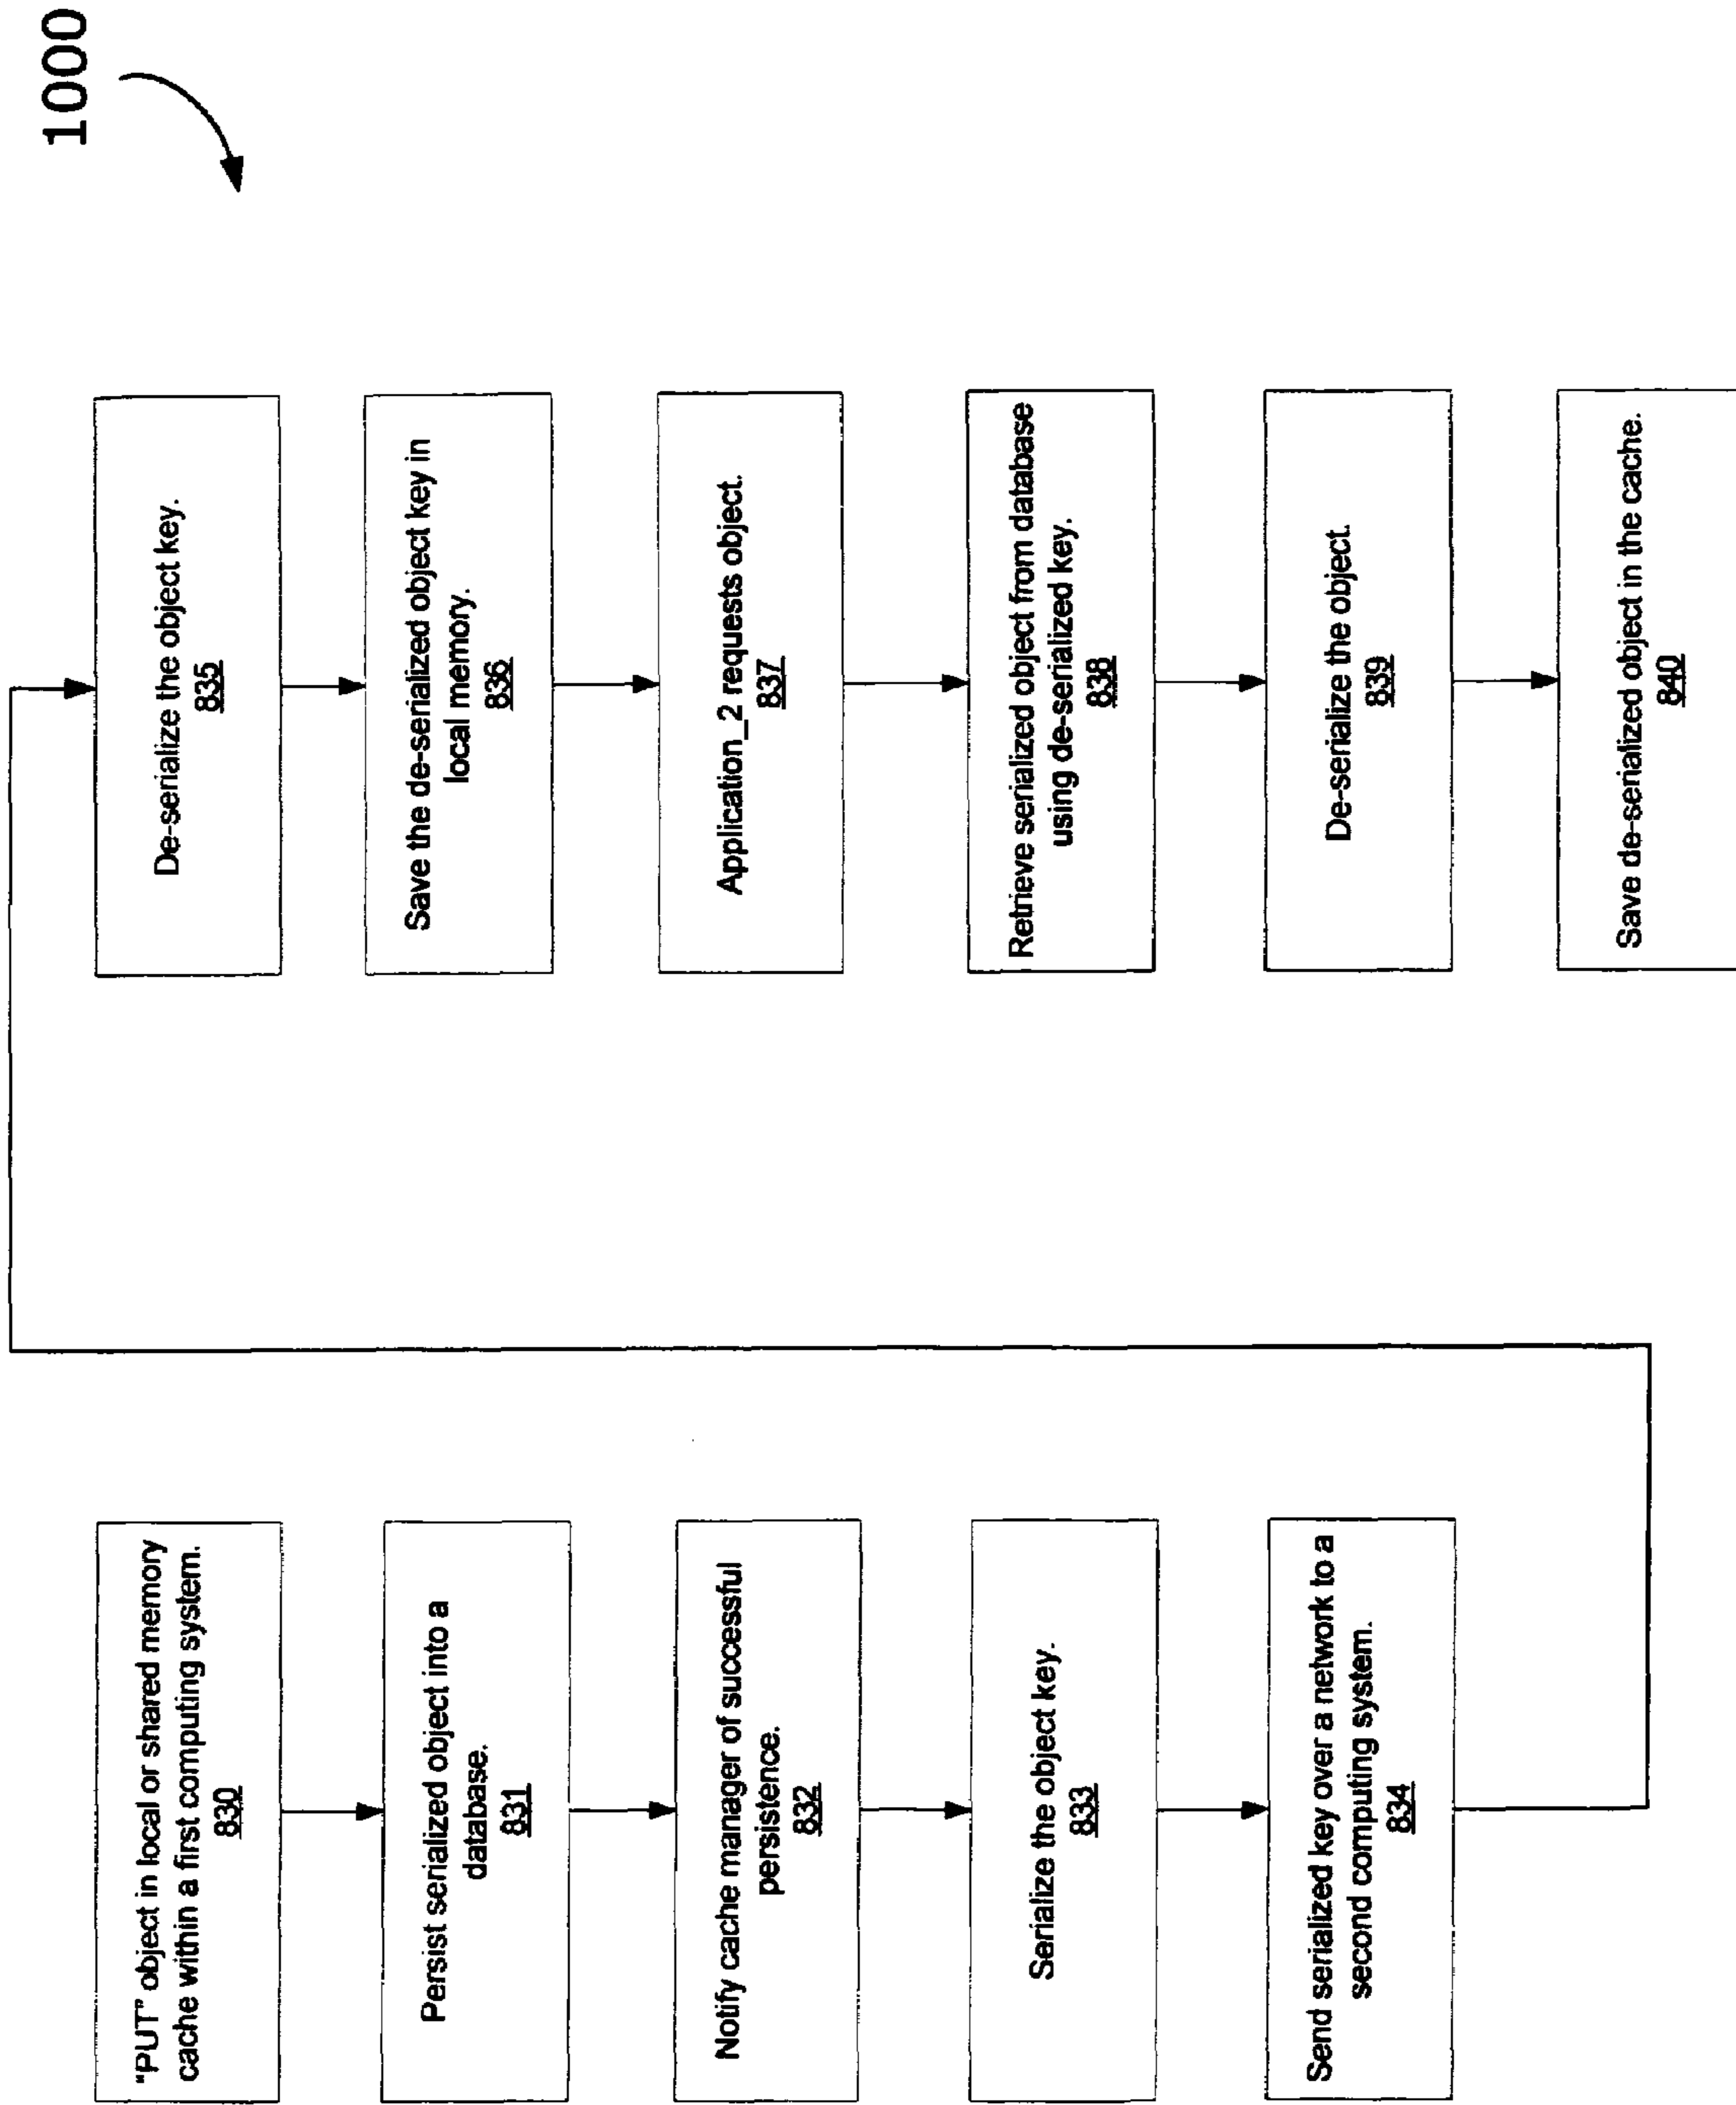 1000
"PUT" object in local or shared memory
cache within a first computing system.
830
Persist serialized object into a
database.
831
Notify cache manager of successful
persistence.
832
Serialize the object key.
833
Send serialized key over a network to a
second computing system.
834
De-serialize the object key.
835
Save the de-serialized object key in
local memory.
836
Application_2 requests object.
837
Retrieve serialized object from database
using de-serialized key.
838
De-serialize the object.
839
Save de-serialized object in the cache.
840